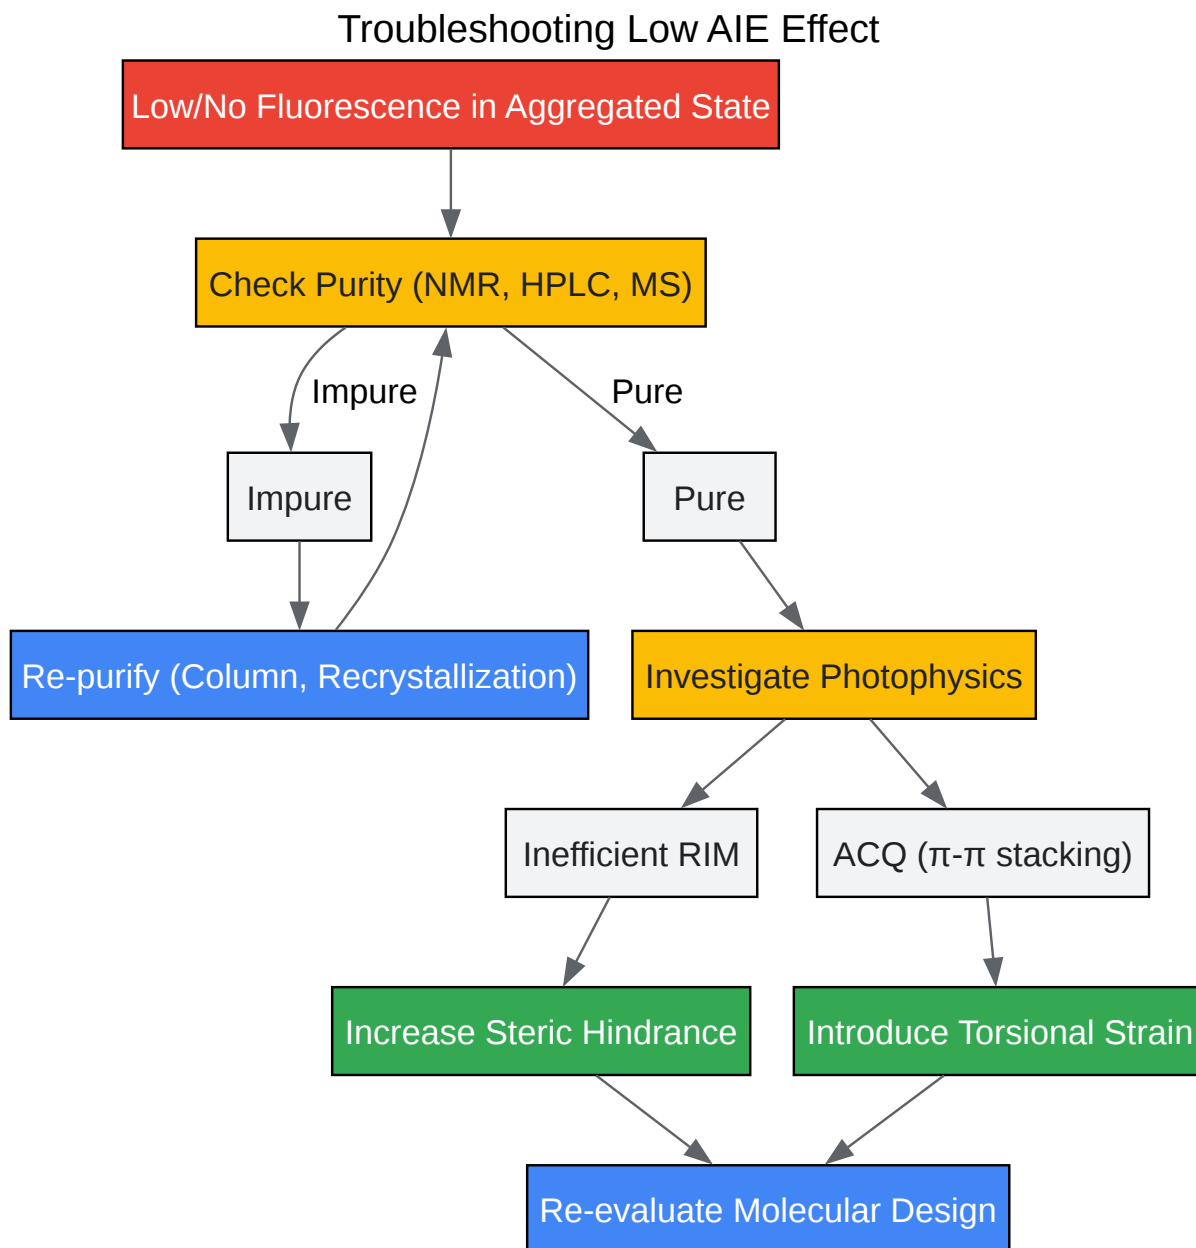 Troubleshooting Low AIE Effect
Low/No Fluorescence in Aggregated State
Check Purity (NMR, HPLC, MS)
Impure
Pure
Impure
Pure
Re-purify (Column, Recrystallization)
Investigate Photophysics
Inefficient RIM
ACQ (π-π stacking)
Increase Steric Hindrance
Introduce Torsional Strain
Re-evaluate Molecular Design